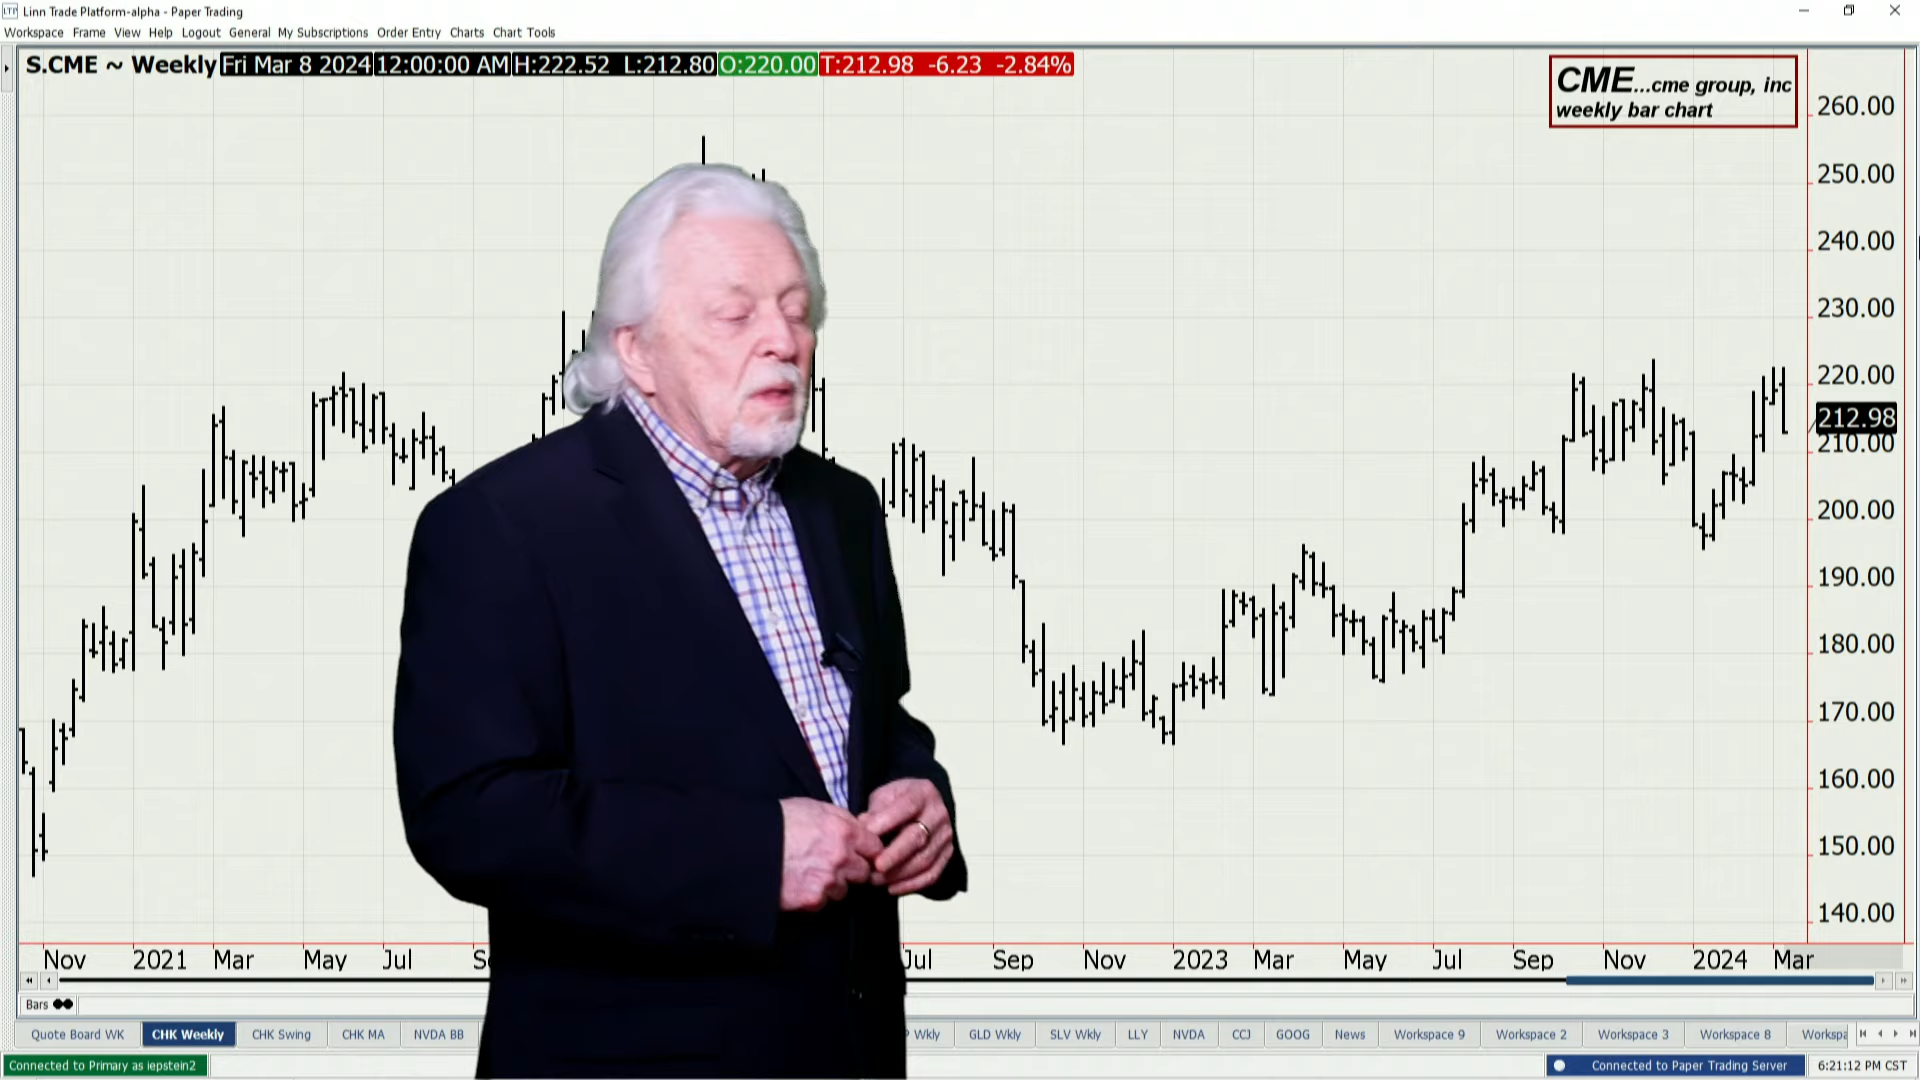 Linn Trade Platform-alpha - Paper Trading
Workspace Frame View Help Logout General My Subscriptions Order Entry Charts Chart Tools
S.CME ~ Weekly Fri Mar 8 2024 12:00:00 AM H:222.52 L:212.80 O:220.00 T:212.98 -6.23 -2.84%
CME...cme group, inc
weekly bar chart
260.00
250.00
240.00
230.00
220.00
212.98
210.00
200.00
190.00
180.00
170.00
160.00
150.00
140.00
Nov 2021 Mar May Jul Jul Sep Nov 2023 Mar May Jul Sep Nov 2024 Mar
Bars
Quote Board WK CHK Weekly CHK Swing CHK MA NVDA BB Wkly GLD Wkly SLV Wkly LLY NVDA CCJ GOOG News Workspace 9 Workspace 2 Workspace 3 Workspace 8
Connected to Primary as iepstein2 Connected to Paper Trading Server 6:21:12 PM CST